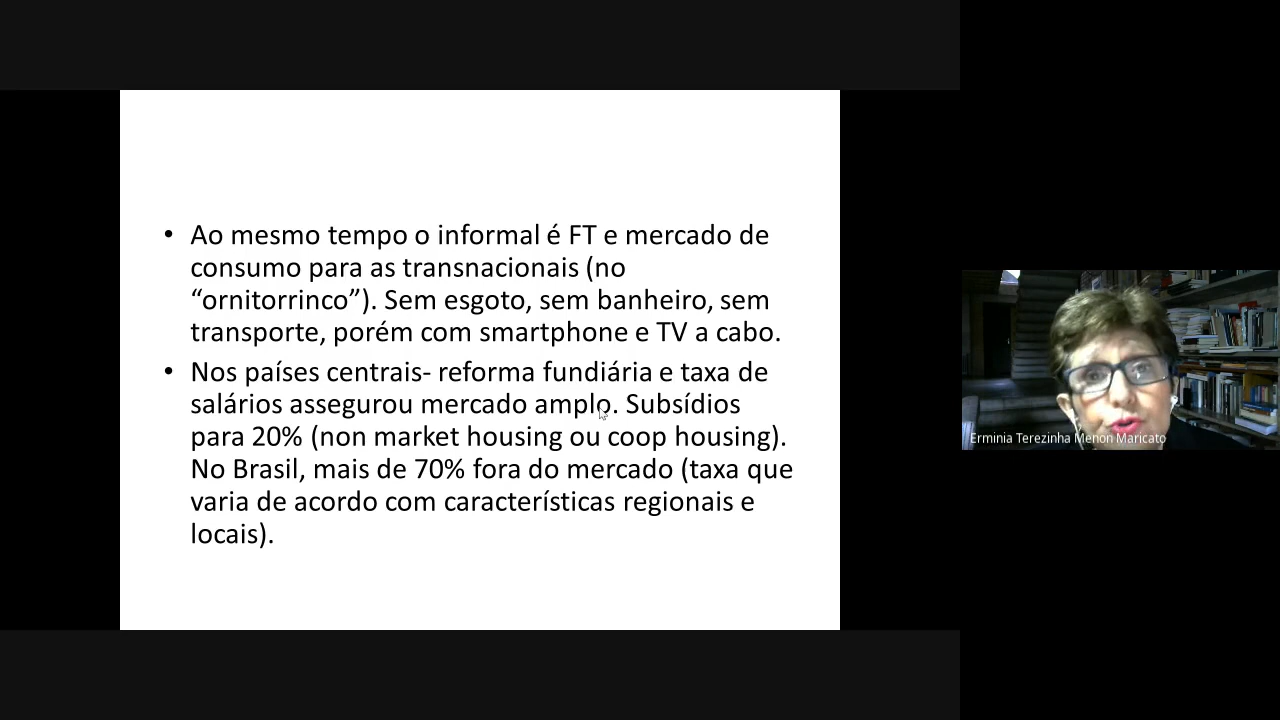 • Ao mesmo tempo o informal é FT e mercado de
consumo para as transnacionais (no
“ornitorrinco”). Sem esgoto, sem banheiro, sem
transporte, porém com smartphone e TV a cabo.
• Nos países centrais- reforma fundiária e taxa de
salários assegurou mercado amplo. Subsídios
para 20% (non market housing ou coop housing).
No Brasil, mais de 70% fora do mercado (taxa que
varia de acordo com características regionais e
locais).
Erminia Terezinha Menon Maricato